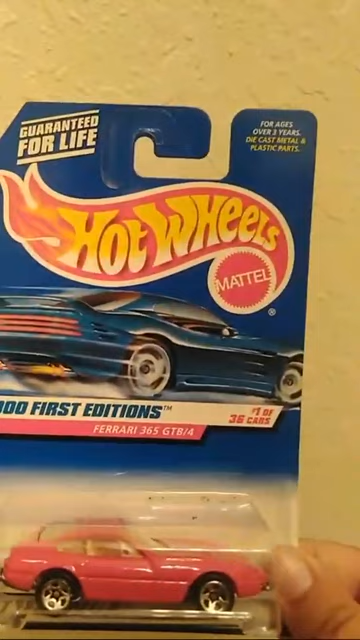 GUARANTEED
FOR LIFE
FOR AGES
OVER 3 YEARS.
DIE CAST METAL &
PLASTIC PARTS.
HOT WHEELS
MATTEL
®
000 FIRST EDITIONS™
#1 OF
36 CARS
FERRARI 365 GTB/4